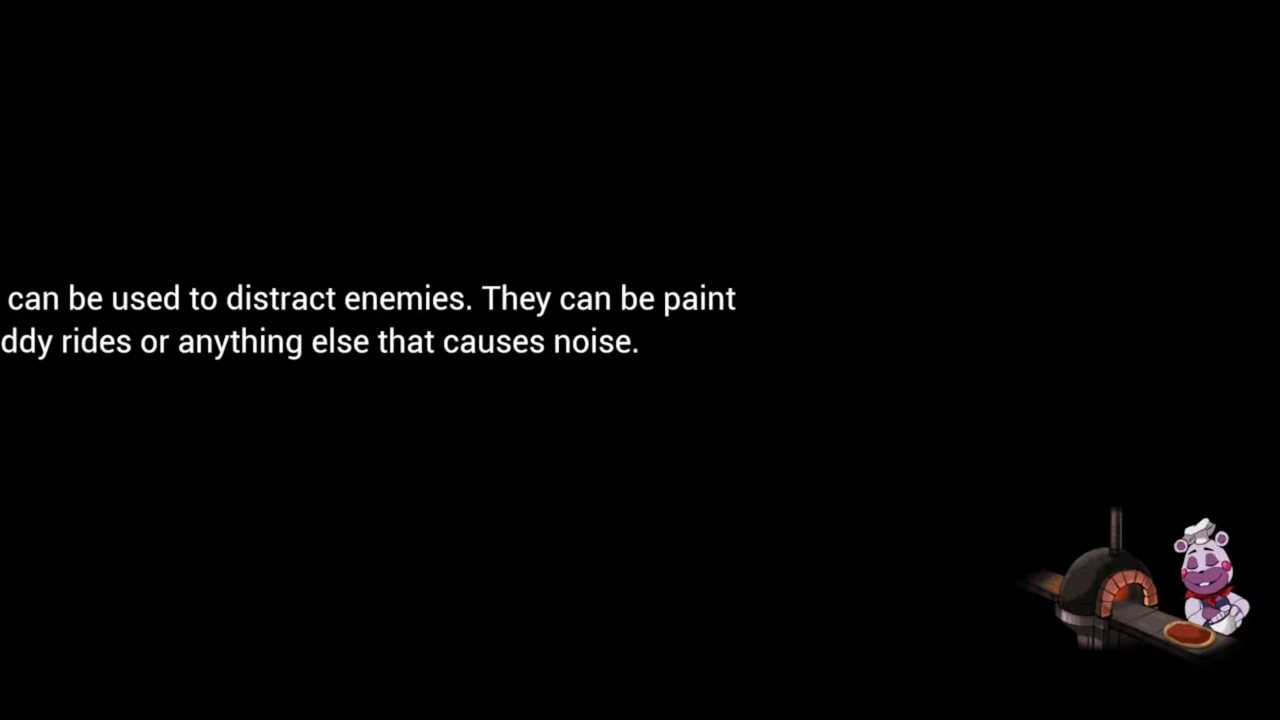 can be used to distract enemies. They can be paint
ddy rides or anything else that causes noise.